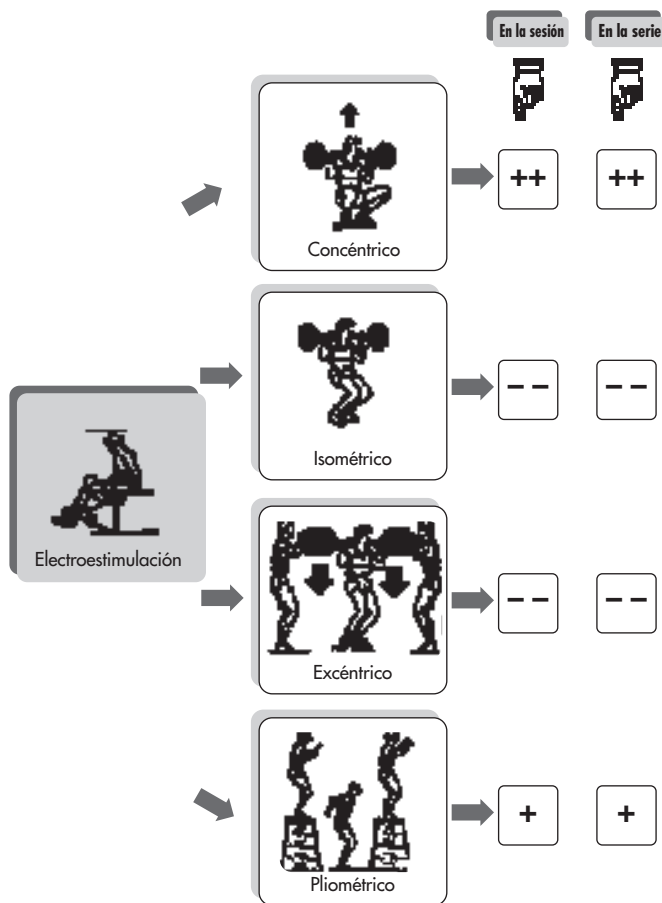 En la sesión En la serie
Concéntrico
++ ++
Isométrico
-- --
Electroestimulación
Excéntrico
-- --
Pliométrico
+ +